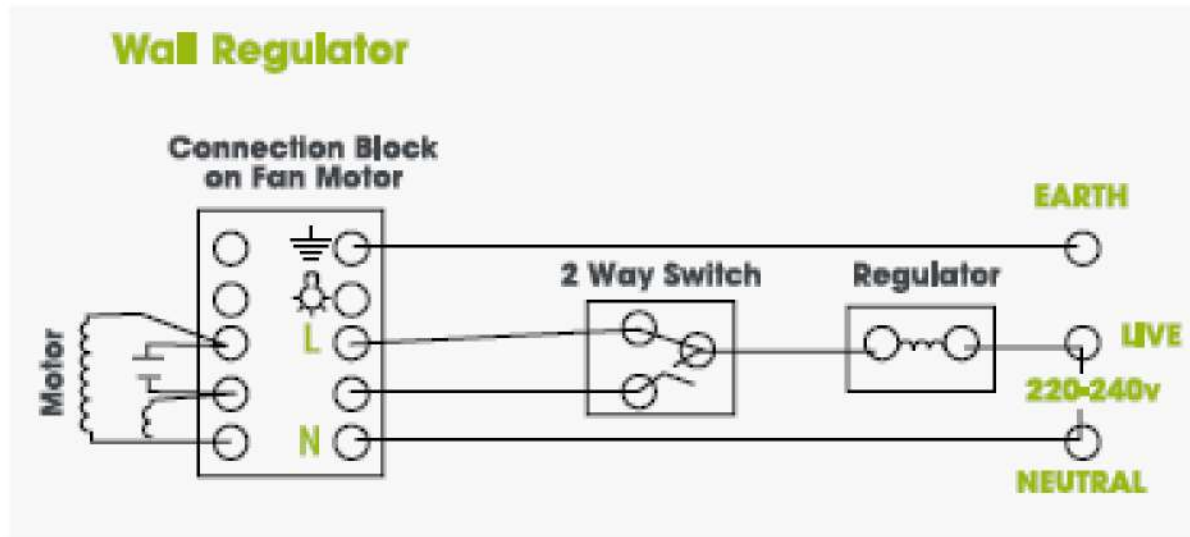 Wall Regulator
Connection Block
on Fan Motor
EARTH
2 Way Switch
Regulator
L
LIVE
Motor
220-240v
N
NEUTRAL